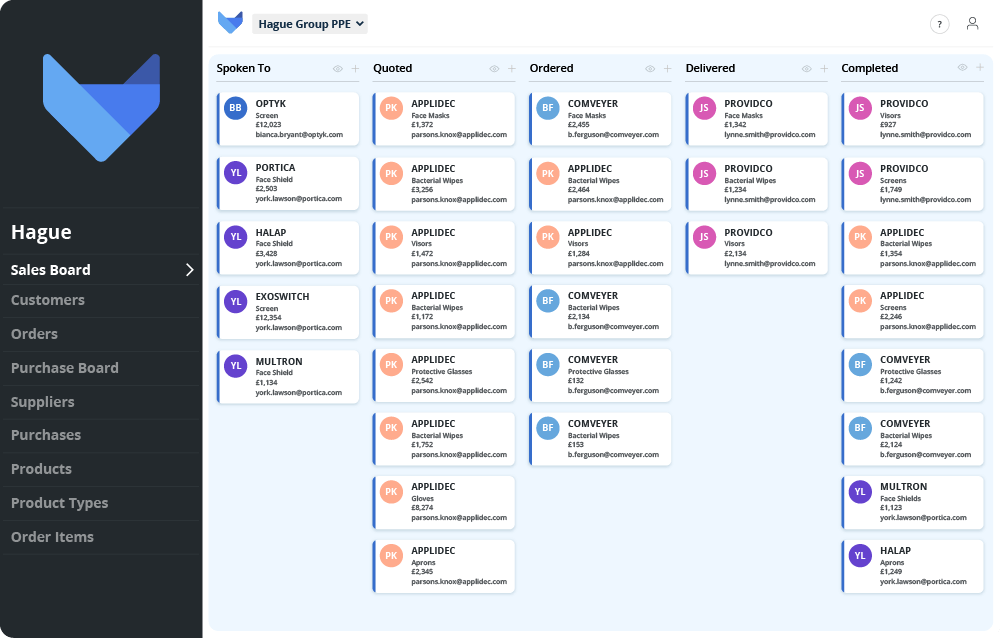 Hague
Sales Board
Customers
Orders
Purchase Board
Suppliers
Purchases
Products
Product Types
Order Items
Hague Group PPE
?
Spoken To
BB
OPTYK
Screen
£12,023
bianca.bryant@optyk.com
YL
PORTICA
Face Shield
£2,503
york.lawson@portica.com
YL
HALAP
Face Shield
£3,428
york.lawson@portica.com
YL
EXOSWITCH
Screen
£12,354
york.lawson@portica.com
YL
MULTRON
Face Shield
£1,134
york.lawson@portica.com
Quoted
PK
APPLIDEC
Face Masks
£1,372
parsons.knox@applidec.com
PK
APPLIDEC
Bacterial Wipes
£3,256
parsons.knox@applidec.com
PK
APPLIDEC
Visors
£1,472
parsons.knox@applidec.com
PK
APPLIDEC
Bacterial Wipes
£1,172
parsons.knox@applidec.com
PK
APPLIDEC
Protective Glasses
£2,542
parsons.knox@applidec.com
PK
APPLIDEC
Bacterial Wipes
£1,752
parsons.knox@applidec.com
PK
APPLIDEC
Gloves
£8,274
parsons.knox@applidec.com
PK
APPLIDEC
Aprons
£2,345
parsons.knox@applidec.com
Ordered
BF
COMVEYER
Face Masks
£2,455
b.ferguson@comveyer.com
PK
APPLIDEC
Bacterial Wipes
£2,464
parsons.knox@applidec.com
PK
APPLIDEC
Visors
£1,284
parsons.knox@applidec.com
BF
COMVEYER
Bacterial Wipes
£2,134
b.ferguson@comveyer.com
BF
COMVEYER
Protective Glasses
£132
b.ferguson@comveyer.com
BF
COMVEYER
Bacterial Wipes
£153
b.ferguson@comveyer.com
Delivered
JS
PROVIDCO
Face Masks
£1,342
lynne.smith@providco.com
JS
PROVIDCO
Bacterial Wipes
£1,234
lynne.smith@providco.com
JS
PROVIDCO
Visors
£2,134
lynne.smith@providco.com
Completed
JS
PROVIDCO
Visors
£927
lynne.smith@providco.com
JS
PROVIDCO
Screens
£1,749
lynne.smith@providco.com
PK
APPLIDEC
Bacterial Wipes
£1,354
parsons.knox@applidec.com
PK
APPLIDEC
Screens
£2,246
parsons.knox@applidec.com
BF
COMVEYER
Protective Glasses
£1,242
b.ferguson@comveyer.com
BF
COMVEYER
Bacterial Wipes
£2,124
b.ferguson@comveyer.com
YL
MULTRON
Face Shields
£1,123
york.lawson@portica.com
YL
HALAP
Aprons
£1,249
york.lawson@portica.com